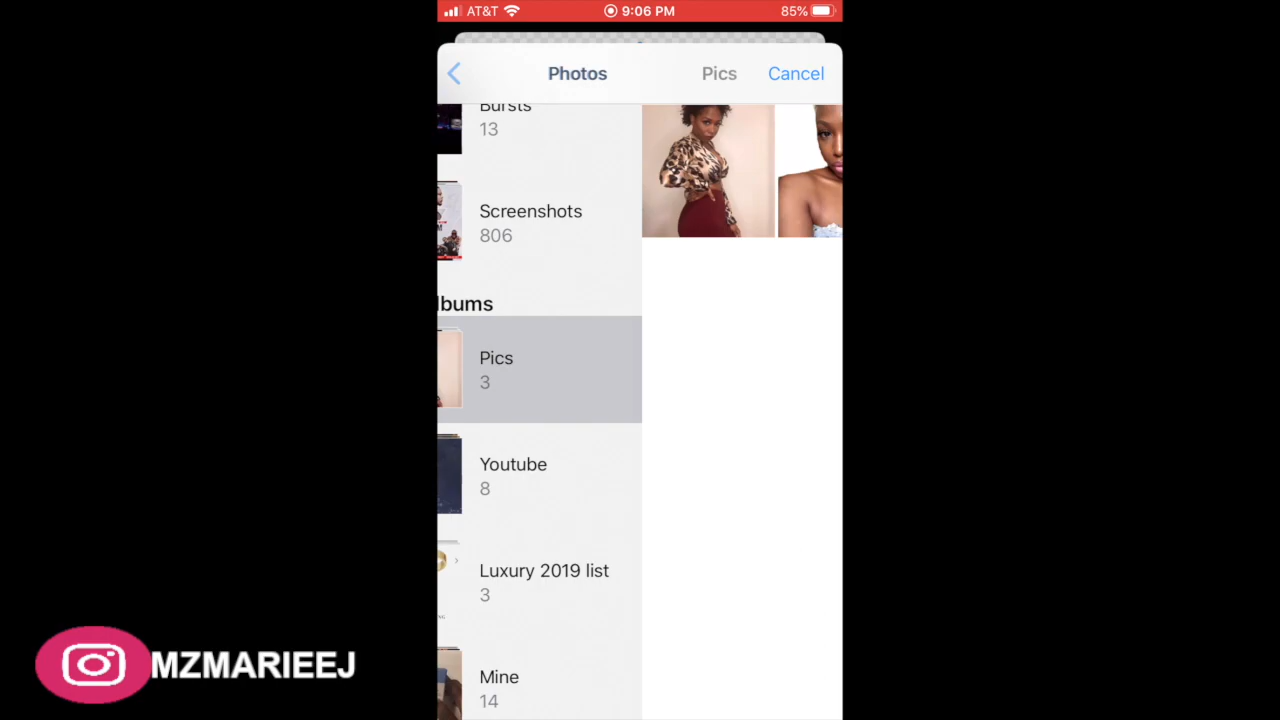 AT&T 9:06 PM 85%
Photos Pics Cancel
Bursts
13
Screenshots
806
lbums
Pics
3
Youtube
8
Luxury 2019 list
3
Mine
14
MZMARIEEJ